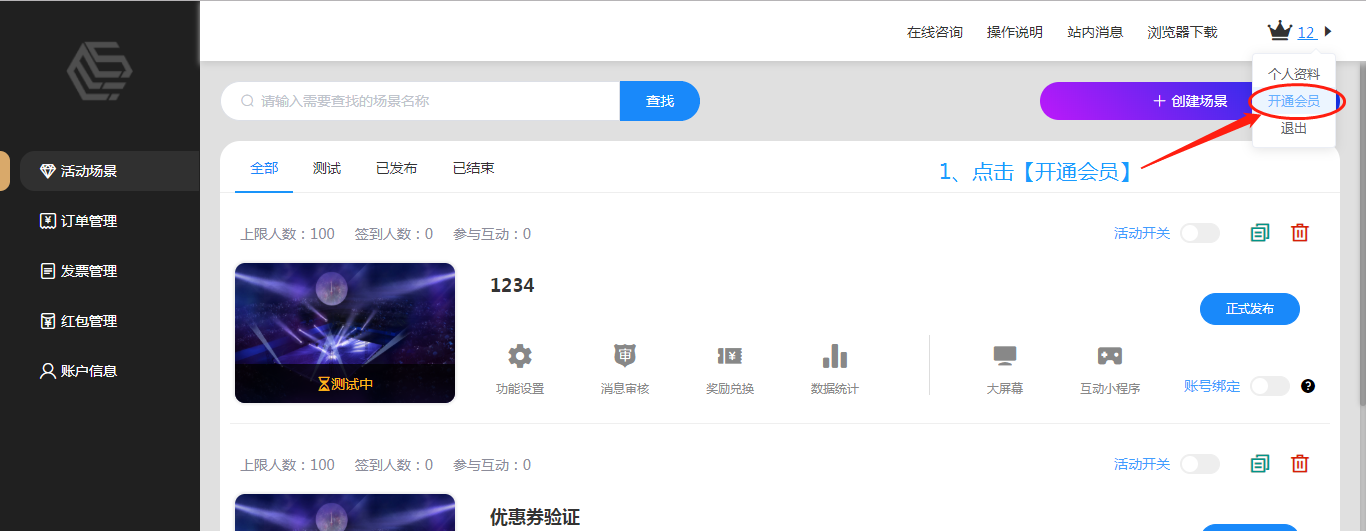 在线咨询 操作说明 站内消息 浏览器下载 12
个人资料
开通会员
退出
请输入需要查找的场景名称 查找 + 创建场景
全部 测试 已发布 已结束
1、点击【开通会员】
活动场景
订单管理
发票管理
红包管理
账户信息
上限人数：100 签到人数：0 参与互动：0 活动开关
1234
正式发布
测试中
功能设置 消息审核 奖励兑换 数据统计 大屏幕 互动小程序 账号绑定
上限人数：100 签到人数：0 参与互动：0 活动开关
优惠券验证